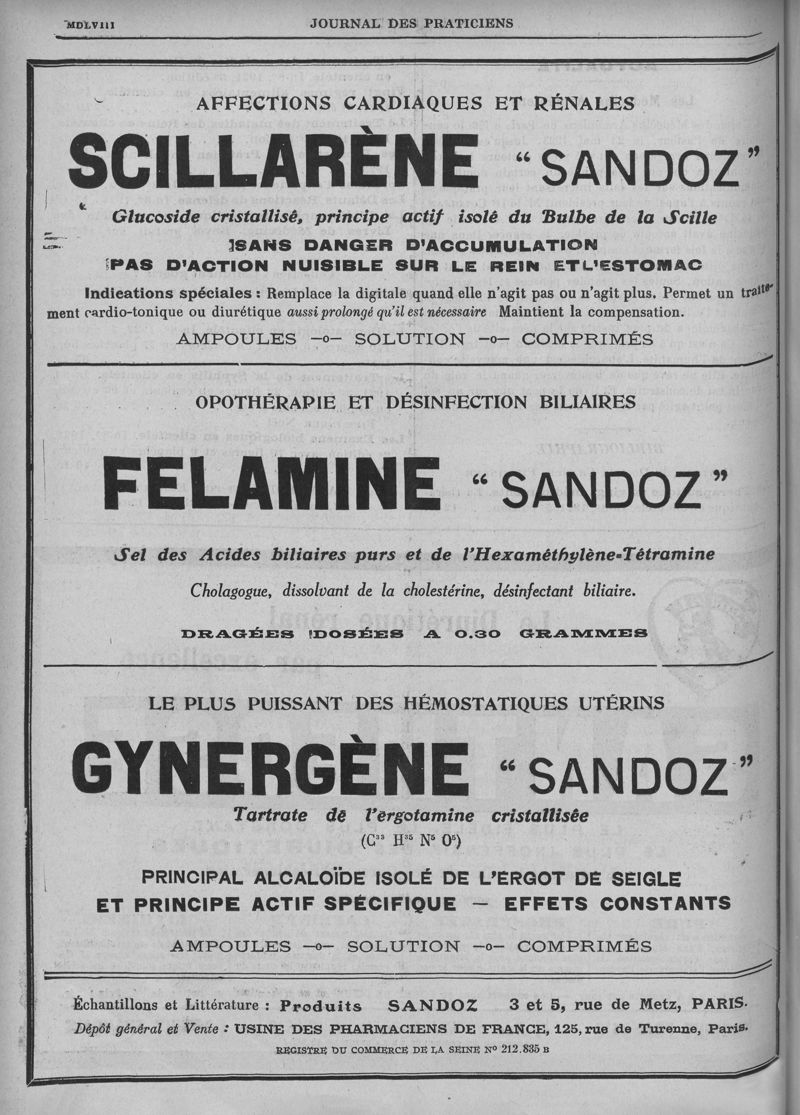 MDLVIII
JOURNAL DES PRATICIENS
AFFECTIONS CARDIAQUES ET RÉNALES
SCILLARÈNE “SANDOZ”
Glucoside cristallisé, principe actif isolé du Bulbe de la Scille
SANS DANGER D'ACCUMULATION
PAS D'ACTION NUISIBLE SUR LE REIN ET L'ESTOMAC
Indieations spéciales : Remplace la digitale quand elle n'agit pas ou n'agit plus. Permet un traite-
ment cardio-tonique ou diurétique aussi prolongé qu'il est nécessaire Maintient la compensation.
AMPOULES —o— SOLUTION —o— COMPRIMÉS
OPOTHÉRAPIE ET DÉSINFECTION BILIAIRES
FELAMINE “SANDOZ”
Sel des Acides biliaires purs et de l'Hexaméthylène-Tétramine
Cholagogue, dissolvant de la cholestérine, désinfectant biliaire.
DRAGÉES DOSÉES A 0.30 GRAMMES
LE PLUS PUISSANT DES HÉMOSTATIQUES UTÉRINS
GYNERGÈNE “SANDOZ”
Tartrate de l'ergotamine cristallisée
(C³³ H³⁵ N⁵ O⁵)
PRINCIPAL ALCALOÏDE ISOLÉ DE L'ERGOT DE SEIGLE
ET PRINCIPE ACTIF SPÉCIFIQUE — EFFETS CONSTANTS
AMPOULES —o— SOLUTION —o— COMPRIMÉS
Échantillons et Littérature : Produits SANDOZ 3 et 5, rue de Metz, PARIS.
Dépôt général et Vente : USINE DES PHARMACIENS DE FRANCE, 125, rue de Turenne, Paris.
REGISTRE DU COMMERCE DE LA SEINE Nº 212.835 B